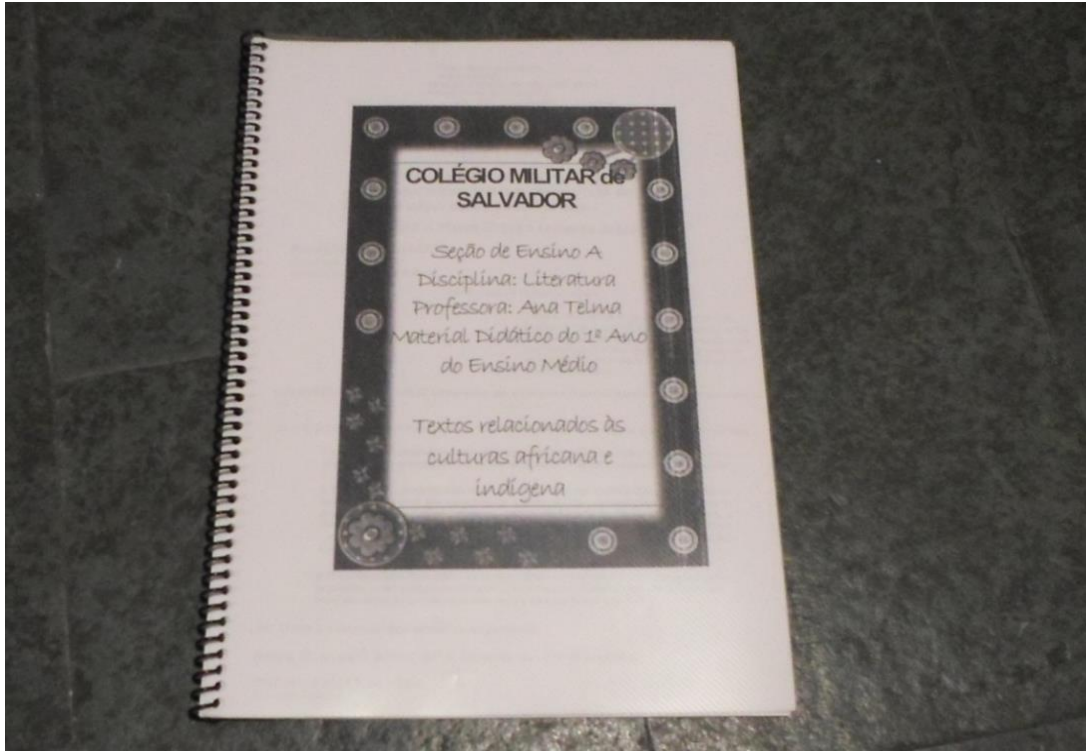 COLÉGIO MILITAR de
SALVADOR
Seção de Ensino A
Disciplina: Literatura
Professora: Ana Telma
Material Didático do 1º Ano
do Ensino Médio
Textos relacionados às
culturas africana e
indígena